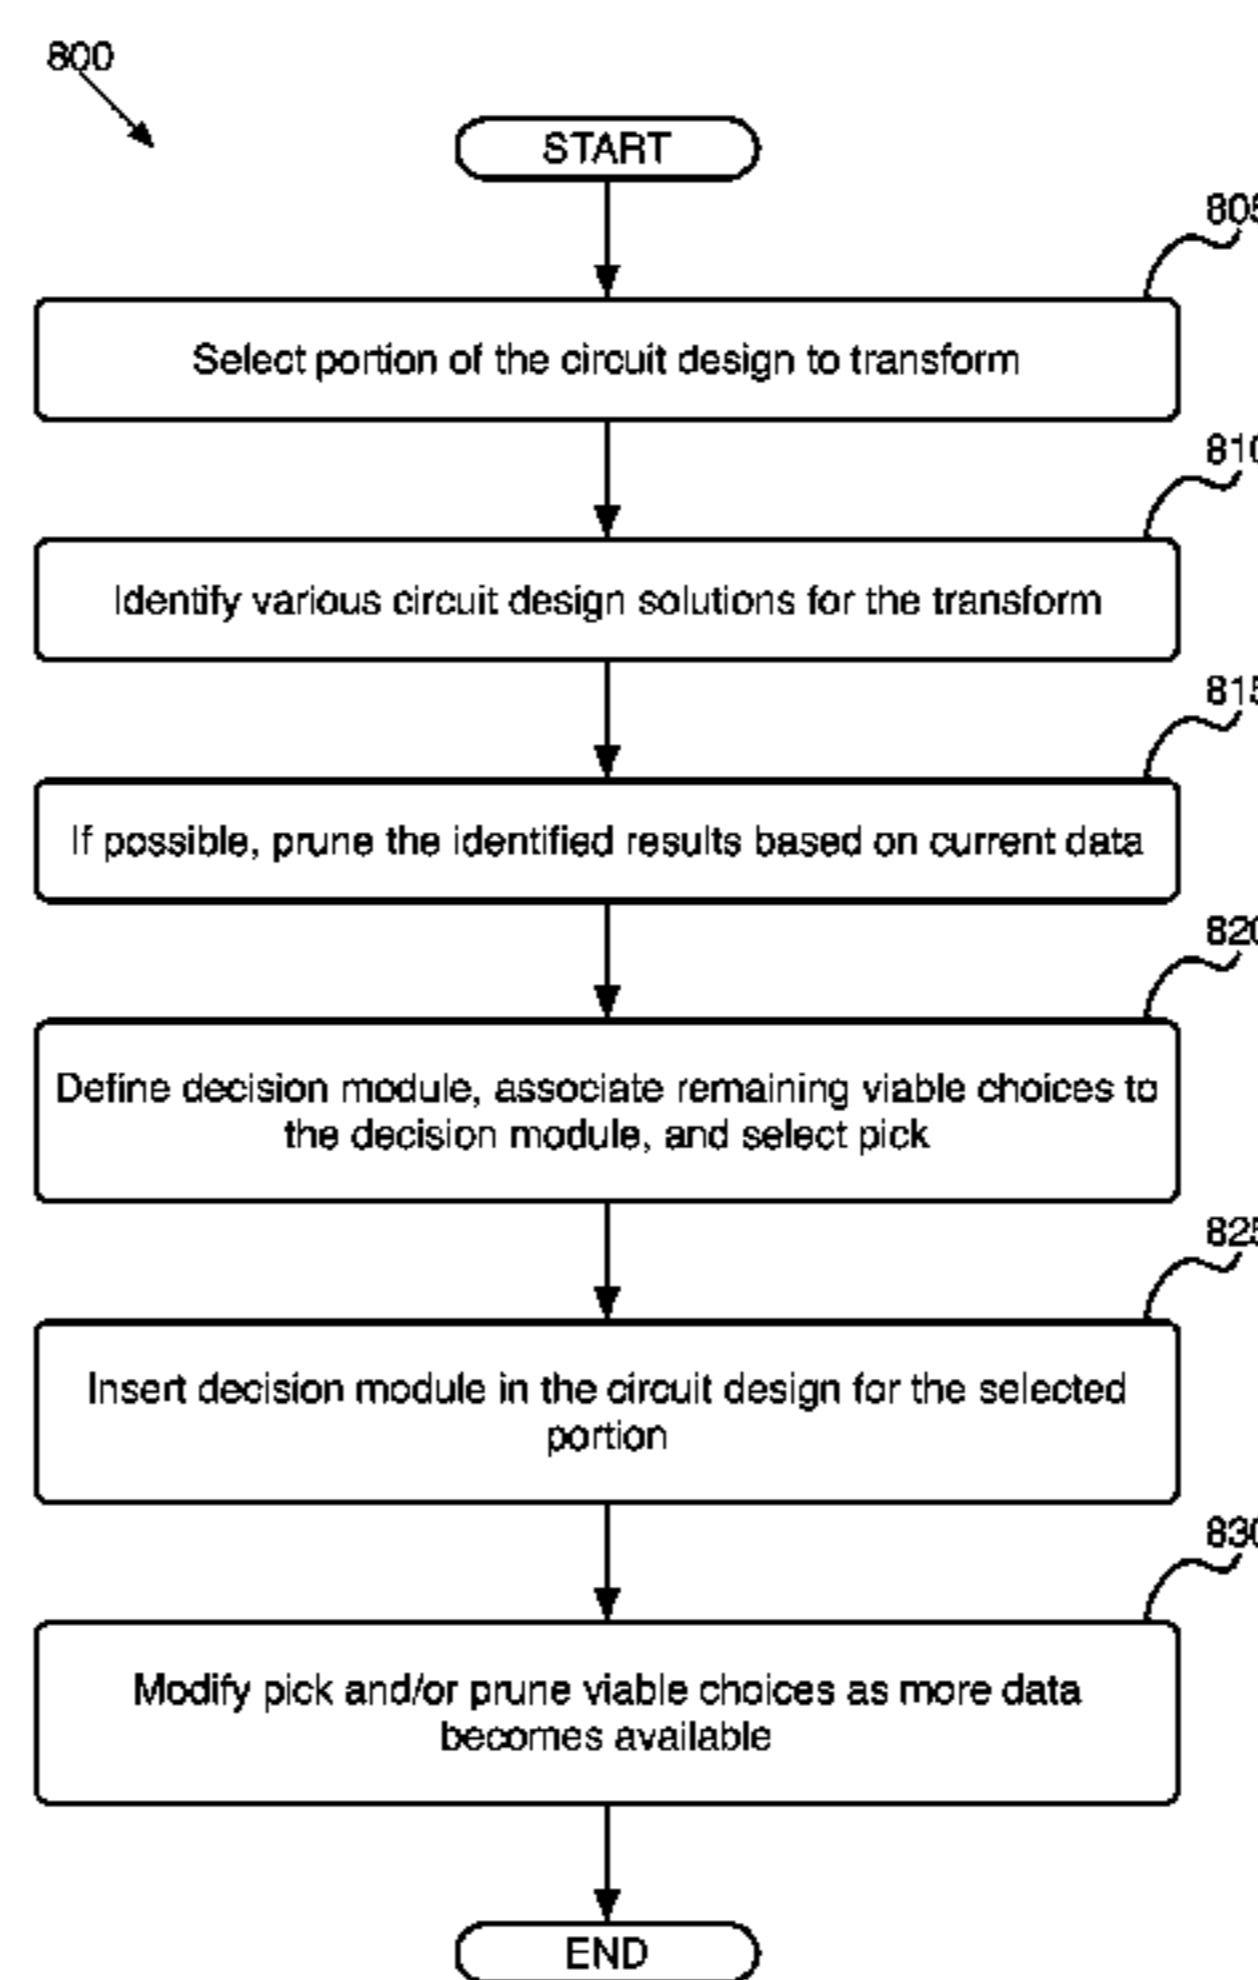 800
START
805
Select portion of the circuit design to transform
810
Identify various circuit design solutions for the transform
815
If possible, prune the identified results based on current data
820
Define decision module, associate remaining viable choices to
the decision module, and select pick
825
Insert decision module in the circuit design for the selected
portion
830
Modify pick and/or prune viable choices as more data
becomes available
END